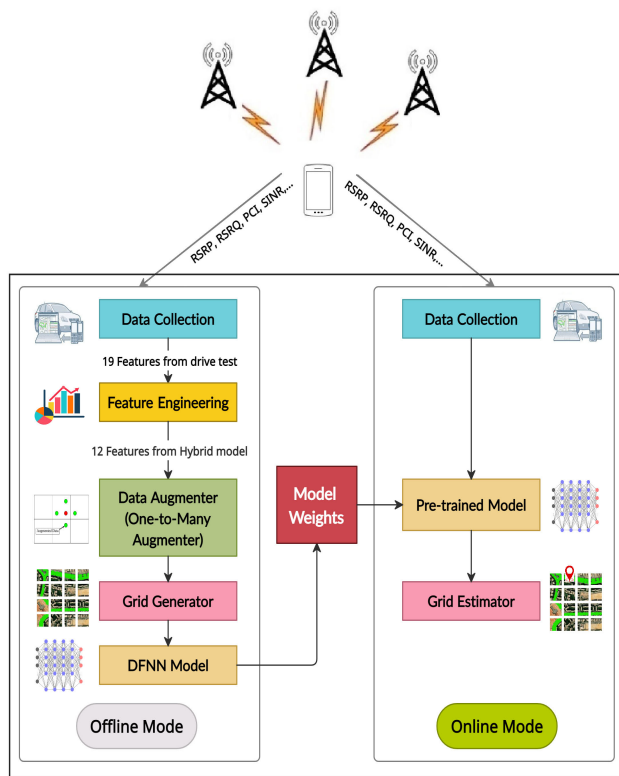 RSRP, RSRQ, PCI, SINR,...
RSRP, RSRQ, PCI, SINR,...
Data Collection
19 Features from drive test
Feature Engineering
12 Features from Hybrid model
Data Augmenter
(One-to-Many
Augmenter)
Grid Generator
DFNN Model
Offline Mode
Model
Weights
Data Collection
Pre-trained Model
Grid Estimator
Online Mode